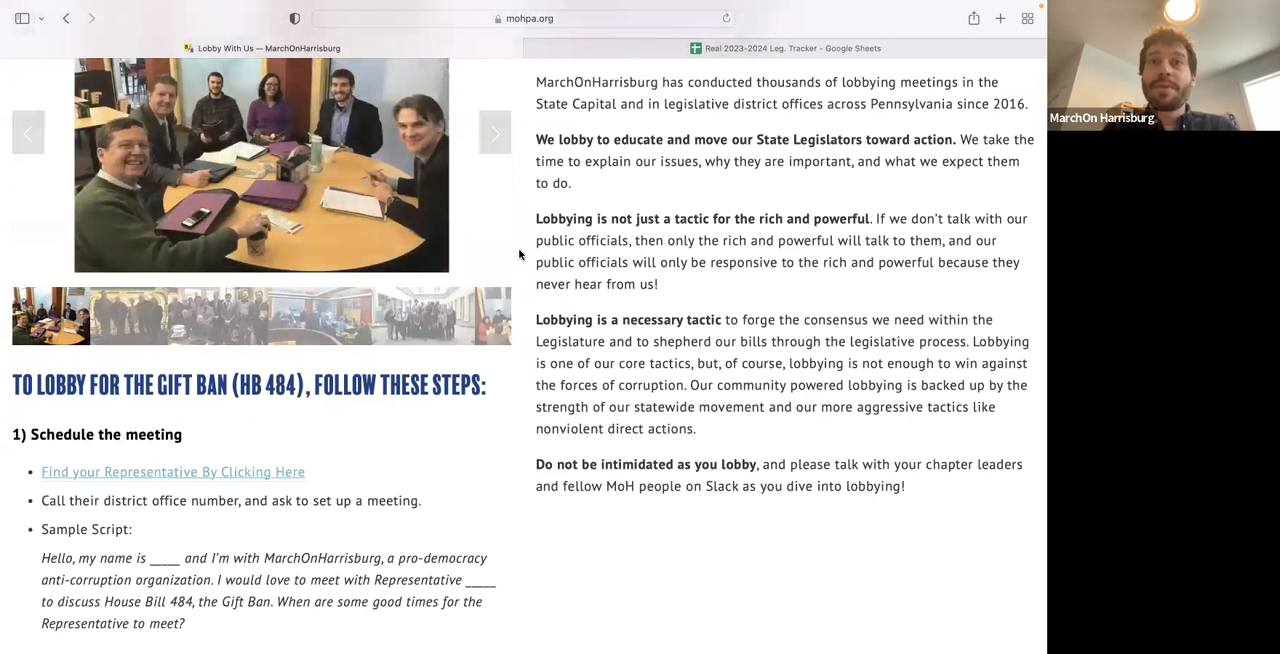 mohpa.org
Lobby With Us — MarchOnHarrisburg
Real 2023-2024 Leg. Tracker - Google Sheets
MarchOn Harrisburg
TO LOBBY FOR THE GIFT BAN (HB 484), FOLLOW THESE STEPS:
1) Schedule the meeting
• Find your Representative By Clicking Here
• Call their district office number, and ask to set up a meeting.
• Sample Script:
Hello, my name is _____ and I'm with MarchOnHarrisburg, a pro-democracy
anti-corruption organization. I would love to meet with Representative _____
to discuss House Bill 484, the Gift Ban. When are some good times for the
Representative to meet?
MarchOnHarrisburg has conducted thousands of lobbying meetings in the
State Capital and in legislative district offices across Pennsylvania since 2016.
We lobby to educate and move our State Legislators toward action. We take the
time to explain our issues, why they are important, and what we expect them
to do.
Lobbying is not just a tactic for the rich and powerful. If we don't talk with our
public officials, then only the rich and powerful will talk to them, and our
public officials will only be responsive to the rich and powerful because they
never hear from us!
Lobbying is a necessary tactic to forge the consensus we need within the
Legislature and to shepherd our bills through the legislative process. Lobbying
is one of our core tactics, but, of course, lobbying is not enough to win against
the forces of corruption. Our community powered lobbying is backed up by the
strength of our statewide movement and our more aggressive tactics like
nonviolent direct actions.
Do not be intimidated as you lobby, and please talk with your chapter leaders
and fellow MoH people on Slack as you dive into lobbying!